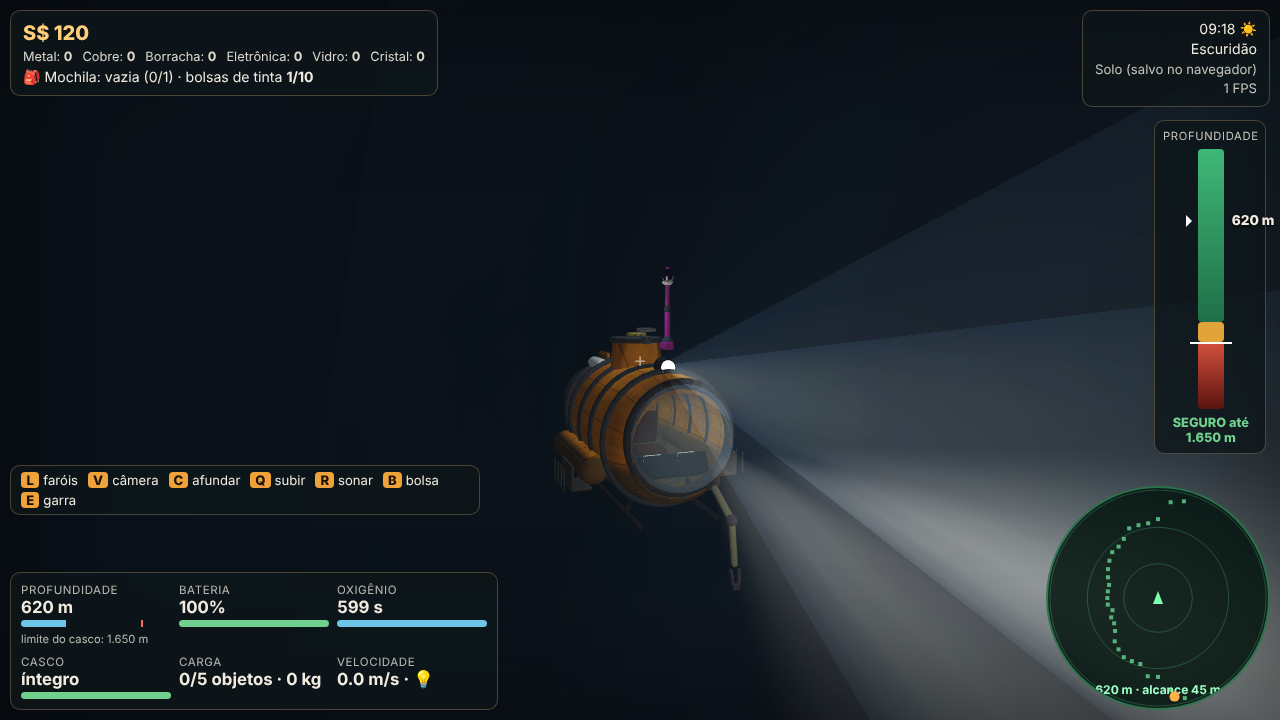 S$ 120
Metal: 0 Cobre: 0 Borracha: 0 Eletrônica: 0 Vidro: 0 Cristal: 0
🎒 Mochila: vazia (0/1) · bolsas de tinta 1/10
09:18 ☀️
Escuridão
Solo (salvo no navegador)
1 FPS
PROFUNDIDADE
620 m
SEGURO até
1.650 m
L faróis V câmera C afundar Q subir R sonar B bolsa
E garra
PROFUNDIDADE BATERIA OXIGÊNIO
620 m 100% 599 s
limite do casco: 1.650 m
CASCO CARGA VELOCIDADE
íntegro 0/5 objetos · 0 kg 0.0 m/s · 💡
620 m · alcance 45 m